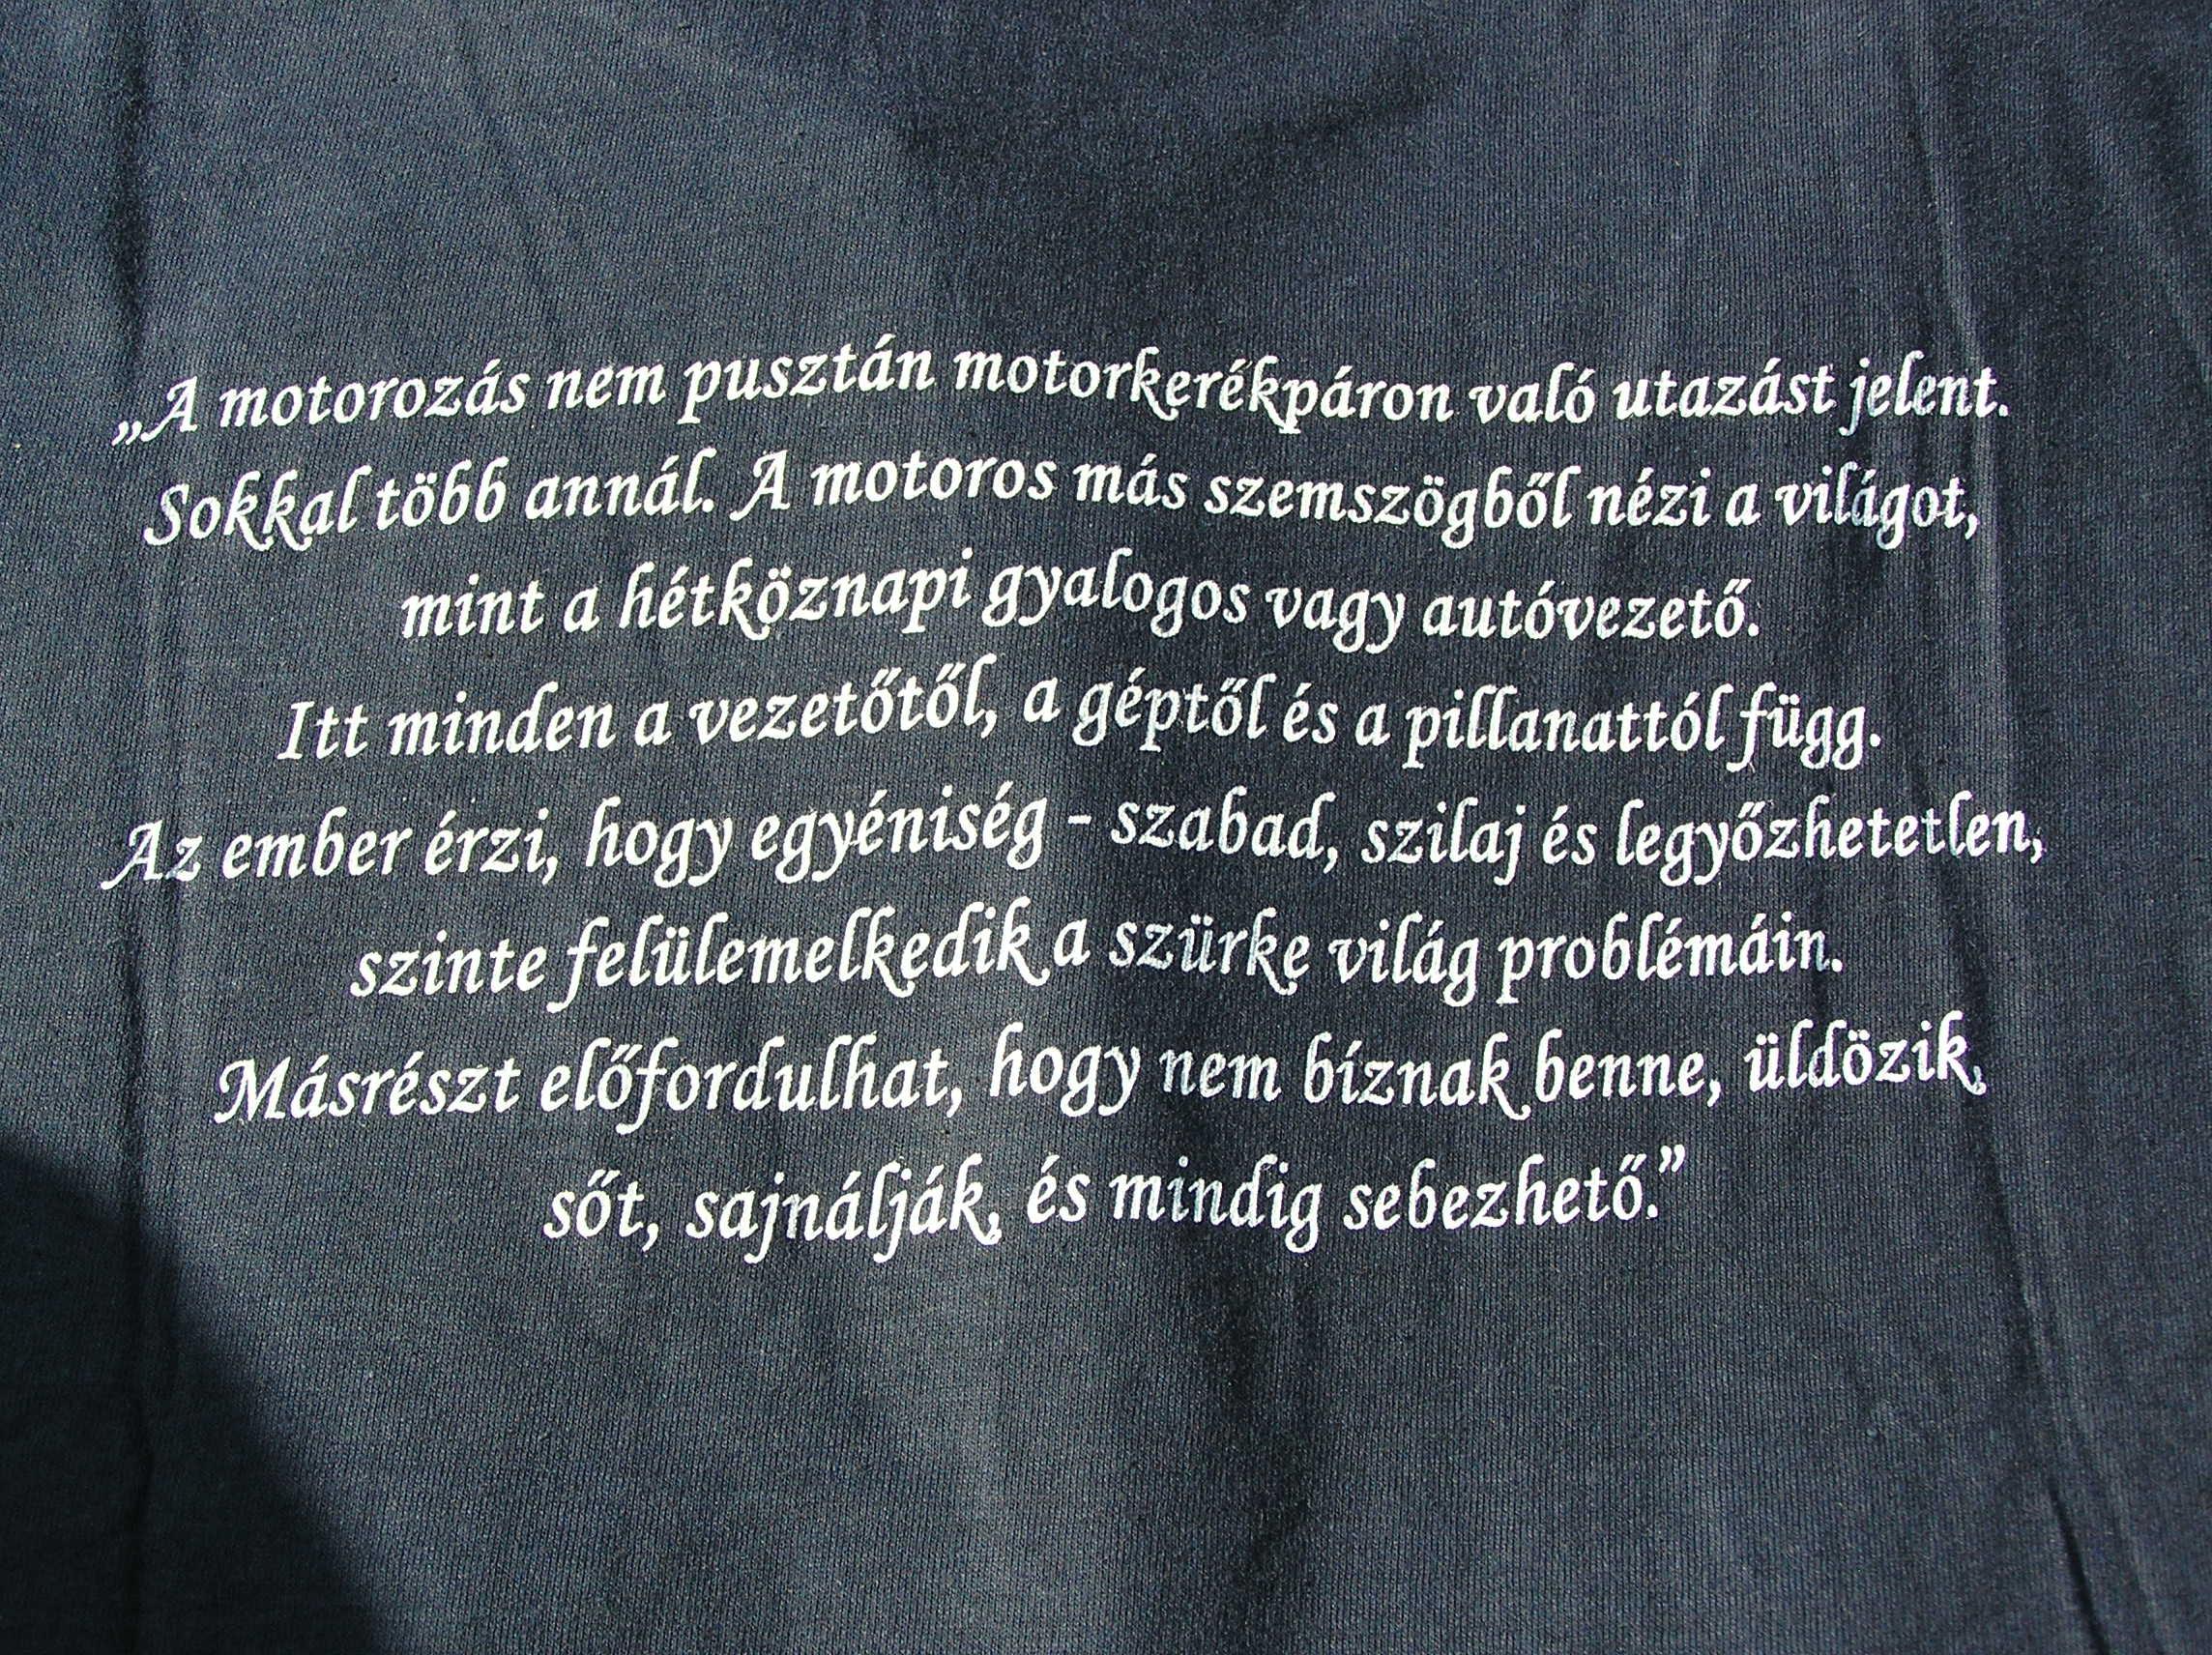 „A motorozás nem pusztán motorkerékpáron való utazást jelent.
Sokkal több annál. A motoros más szemszögből nézi a világot,
mint a hétköznapi gyalogos vagy autóvezető.
Itt minden a vezetőtől, a géptől és a pillanattól függ.
Az ember érzi, hogy egyéniség - szabad, szilaj és legyőzhetetlen,
szinte felülemelkedik a szürke világ problémáin.
Másrészt előfordulhat, hogy nem bíznak benne, üldözik,
sőt, sajnálják, és mindig sebezhető.”